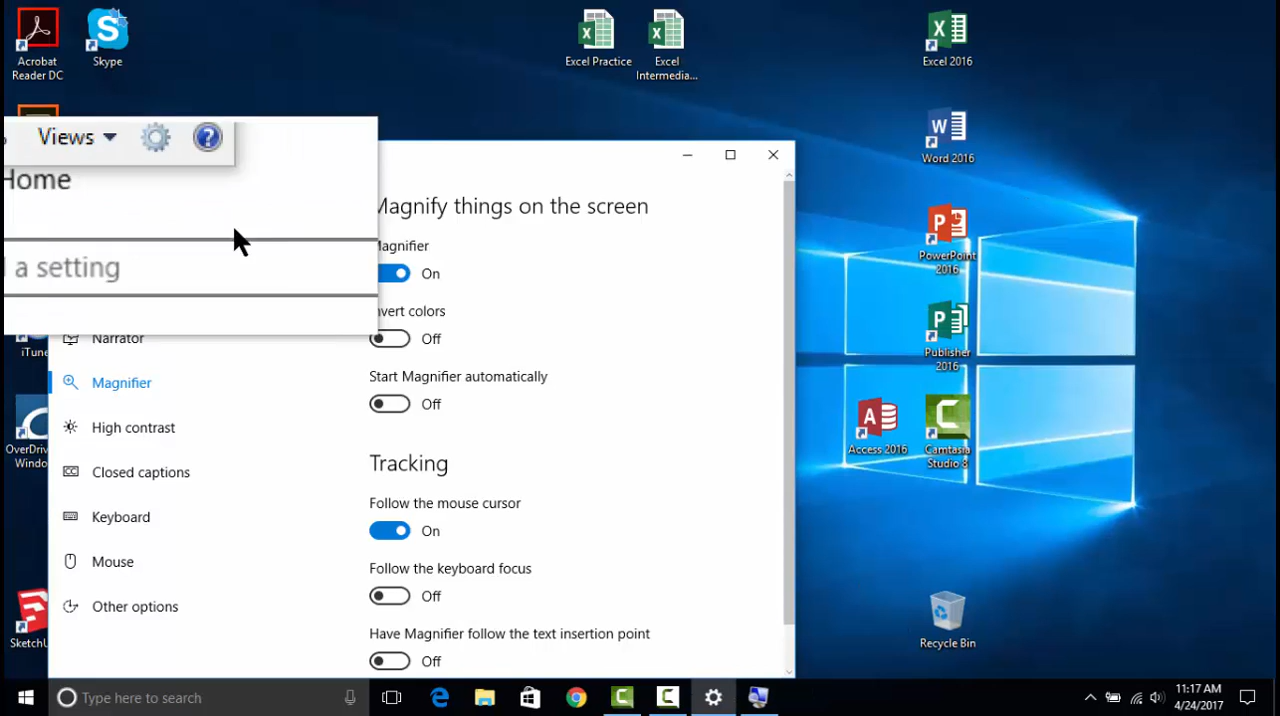 Acrobat
Reader DC
Skype
Excel Practice
Excel
Intermedia...
Excel 2016
Word 2016
PowerPoint
2016
Publisher
2016
Access 2016
Camtasia
Studio 8
Recycle Bin
Views
Home
a setting
Magnify things on the screen
Magnifier
On
Invert colors
Off
Start Magnifier automatically
Off
Tracking
Follow the mouse cursor
On
Follow the keyboard focus
Off
Have Magnifier follow the text insertion point
Off
Narrator
Magnifier
High contrast
Closed captions
Keyboard
Mouse
Other options
iTun
OverDriv
Windo
SketchU
Type here to search
11:17 AM
4/24/2017